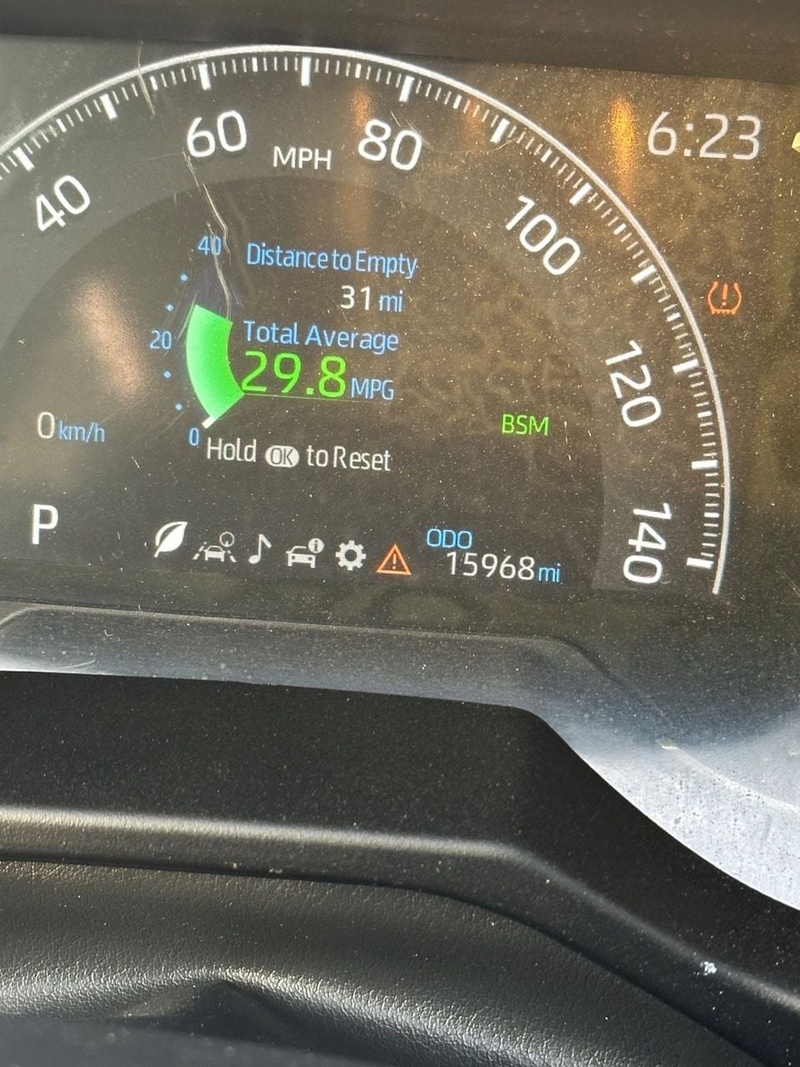 60
MPH
80
6:23
40
100
40
Distance to Empty
31 mi
Total Average
20
29.8 MPG
120
0 km/h
0
BSM
Hold OK to Reset
P
ODO
15968 mi
140